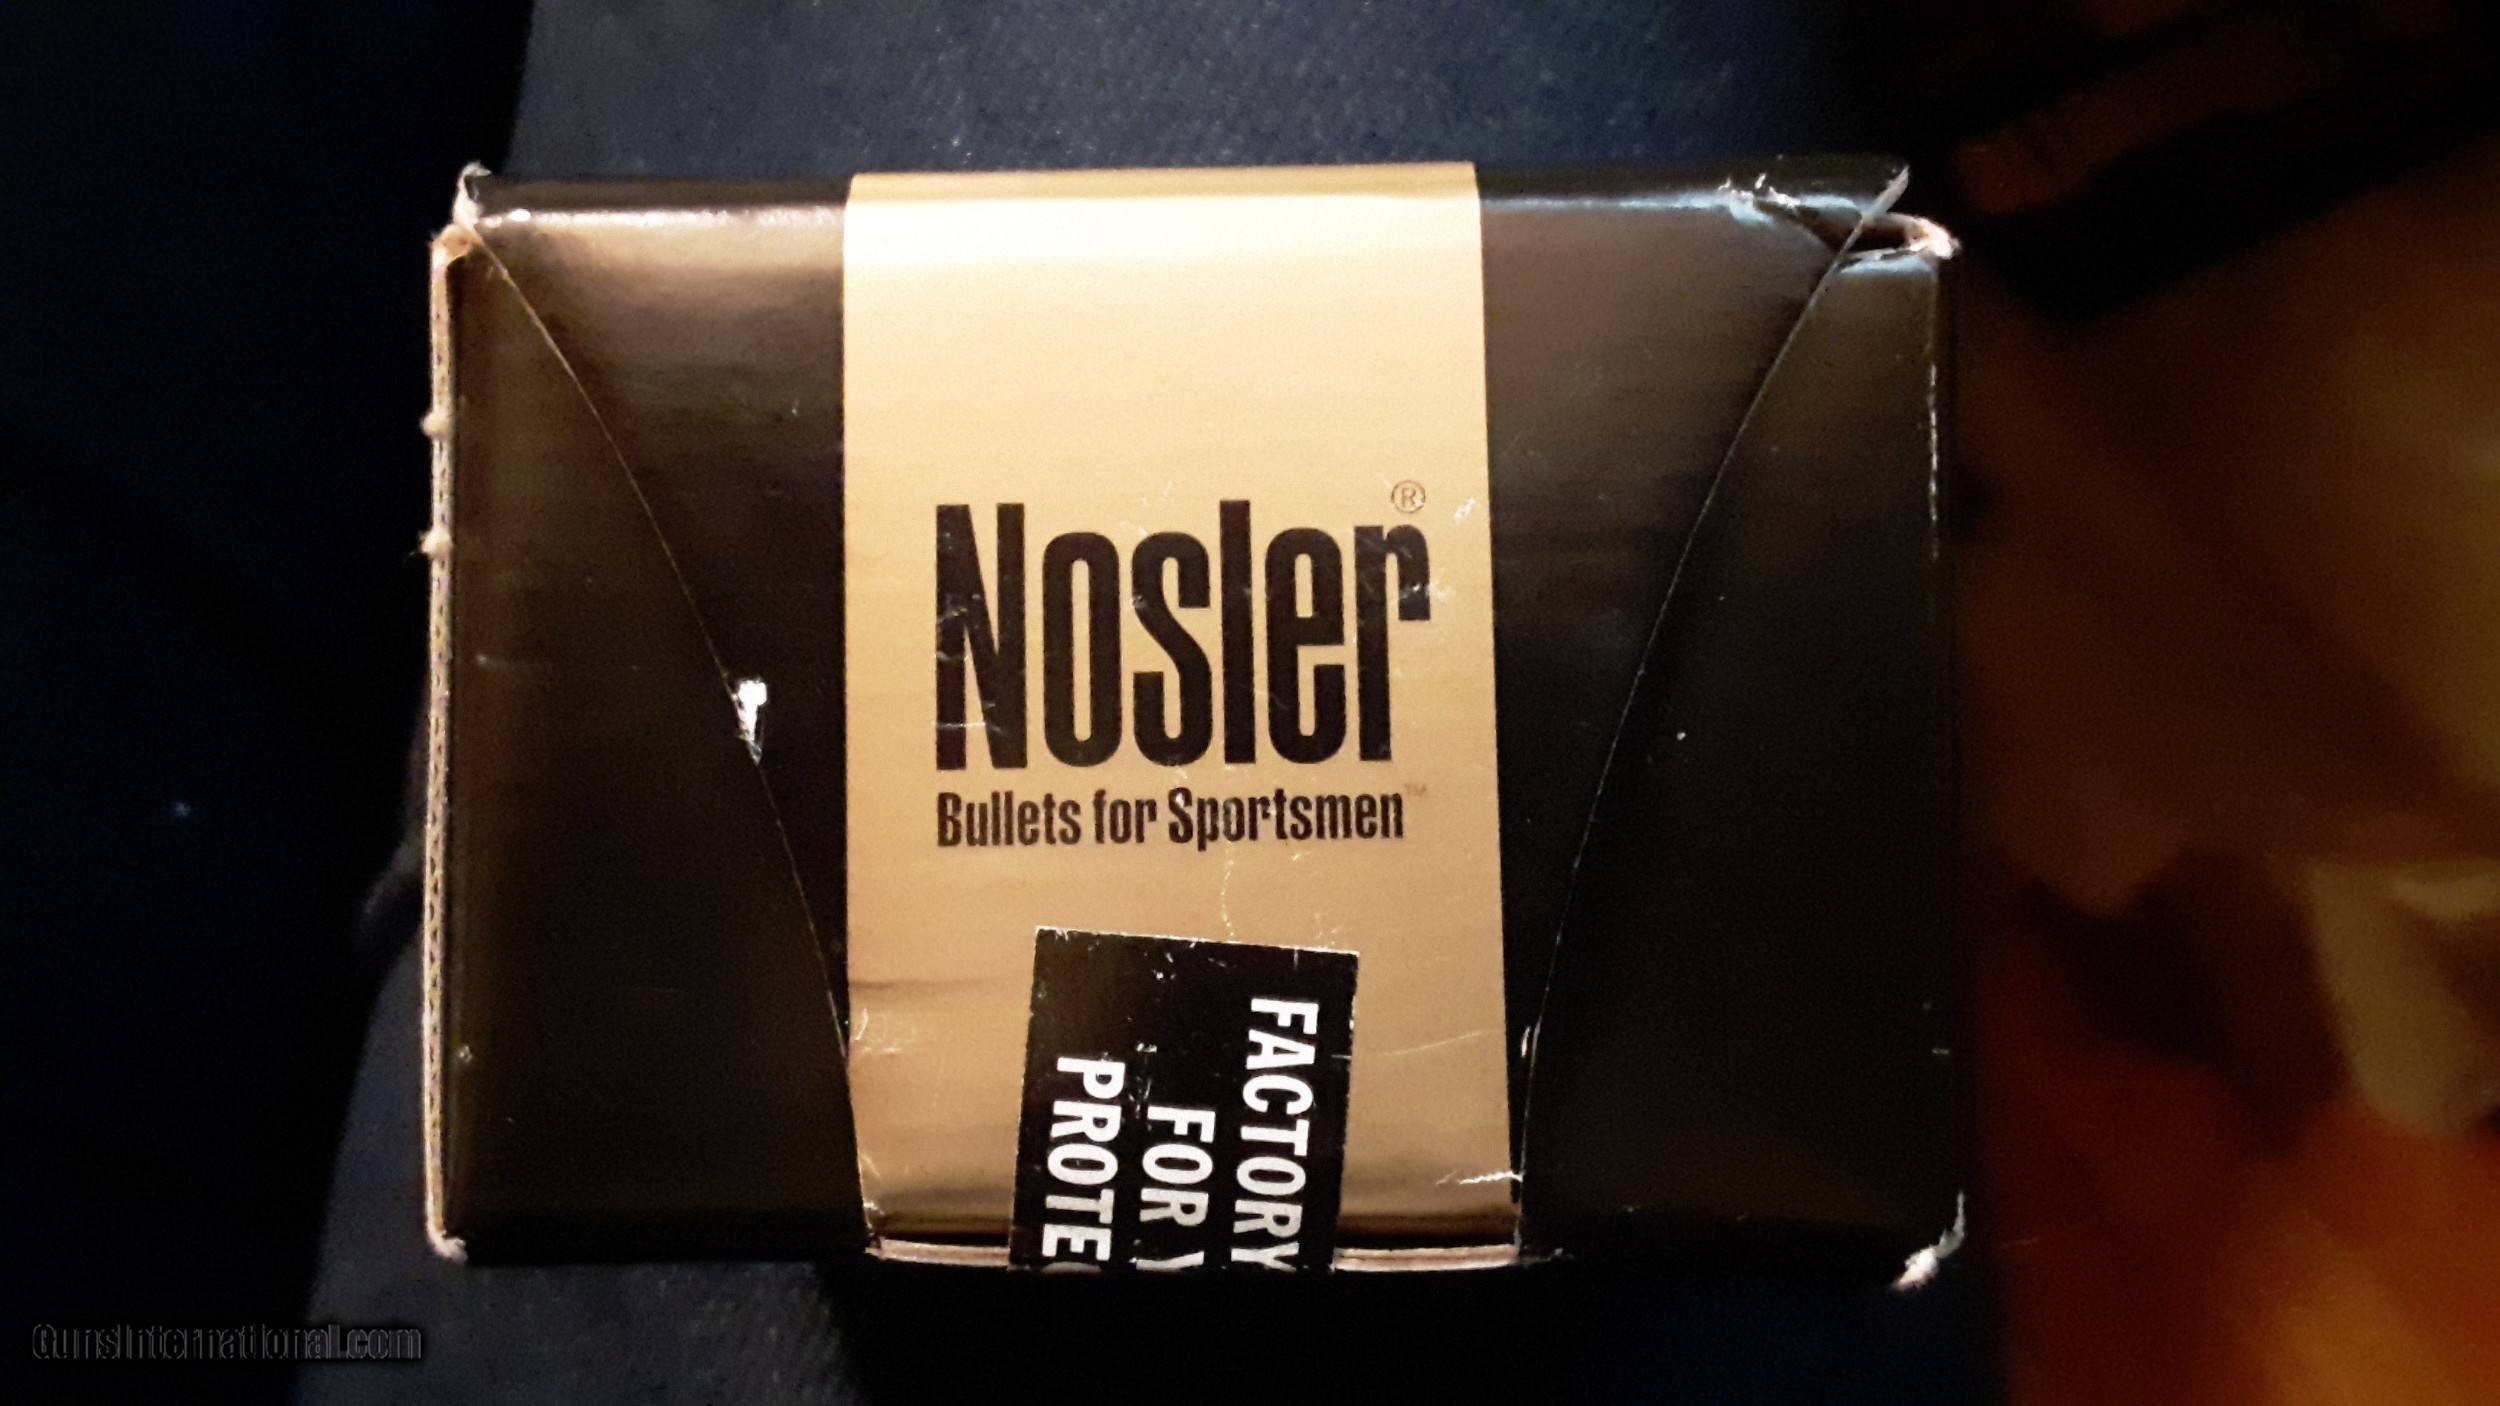 Nosler®
Bullets for Sportsmen™
FACTORY
FOR
PROTE
GunsInternational.com